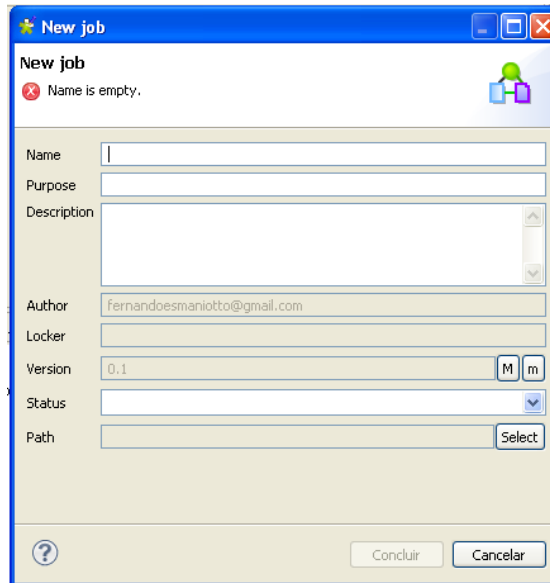 New job
New job
Name is empty.
Name
Purpose
Description
Author fernandoesmaniotto@gmail.com
Locker
Version 0.1 M m
Status
Path Select
Concluir Cancelar